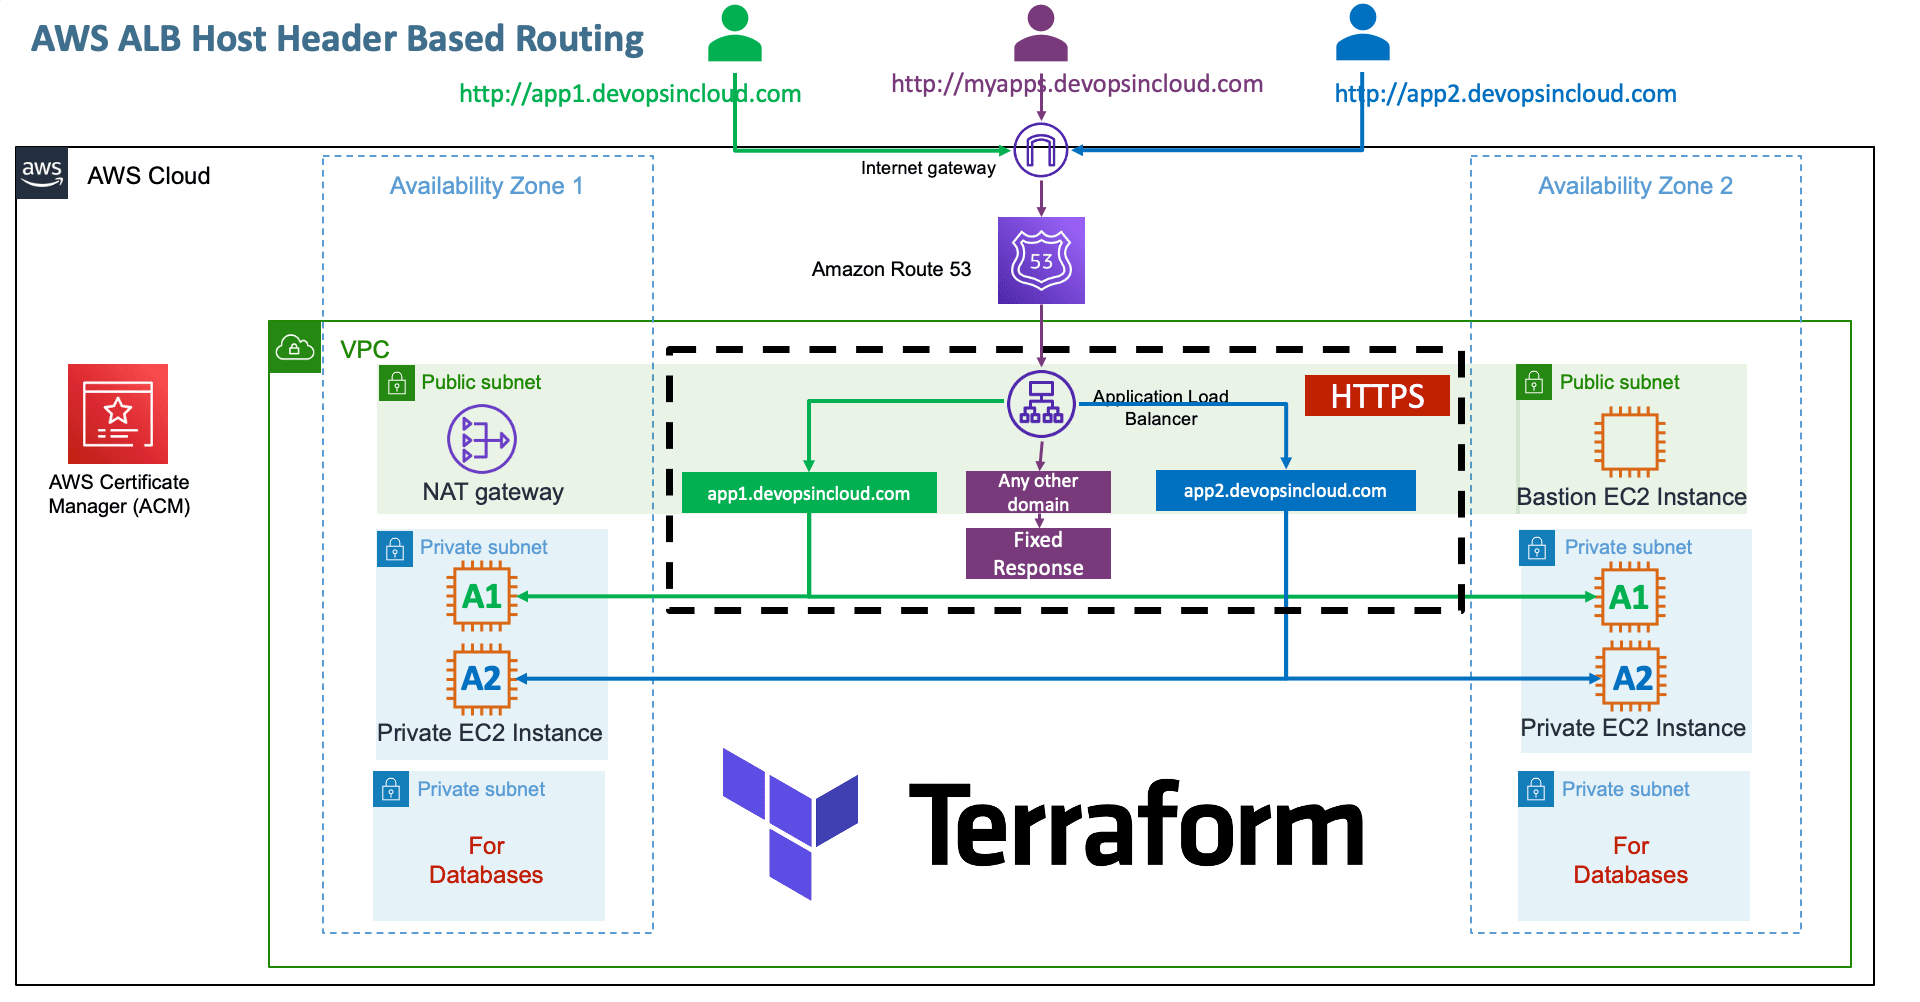 AWS ALB Host Header Based Routing
http://app1.devopsincloud.com
http://myapps.devopsincloud.com
http://app2.devopsincloud.com
aws
AWS Cloud
Internet gateway
Availability Zone 1
Availability Zone 2
53
Amazon Route 53
VPC
Public subnet
NAT gateway
Application Load
Balancer
HTTPS
Public subnet
Bastion EC2 Instance
AWS Certificate
Manager (ACM)
app1.devopsincloud.com
Any other
domain
app2.devopsincloud.com
Fixed
Response
Private subnet
A1
A2
Private EC2 Instance
Private subnet
A1
A2
Private EC2 Instance
Private subnet
For
Databases
Terraform
Private subnet
For
Databases